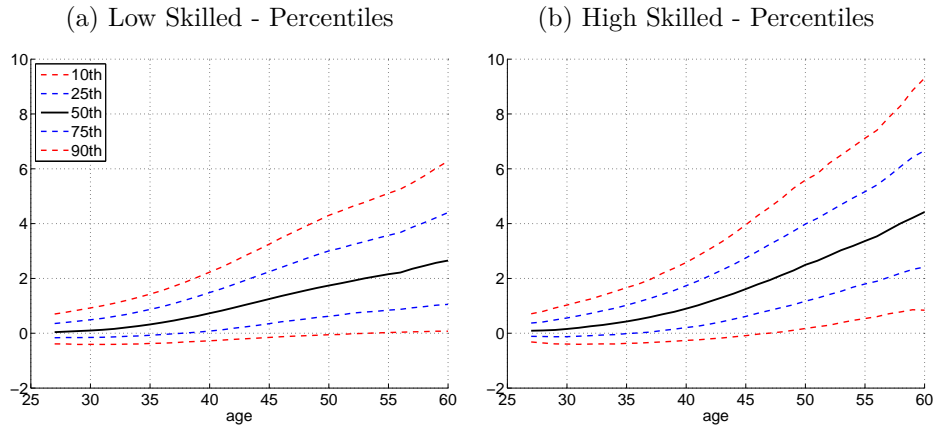 (a) Low Skilled - Percentiles
10
8
6
4
2
0
−2
25 30 35 40 45 50 55 60
age
10th
25th
50th
75th
90th
(b) High Skilled - Percentiles
10
8
6
4
2
0
−2
25 30 35 40 45 50 55 60
age